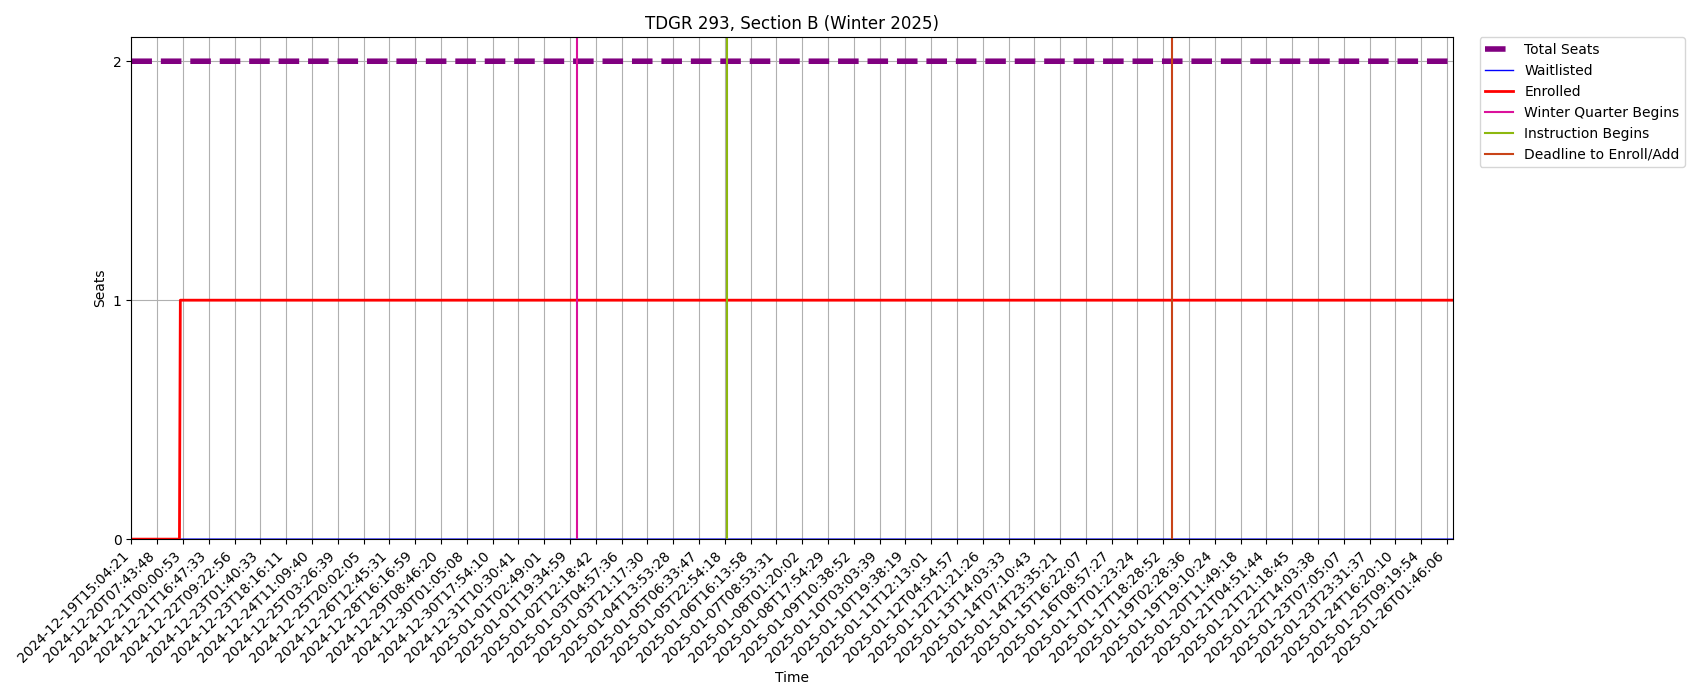 TDGR 293, Section B (Winter 2025)
Total Seats
Waitlisted
Enrolled
Winter Quarter Begins
Instruction Begins
Deadline to Enroll/Add
Seats
2
1
0
2024-12-19T15:04:21
2024-12-20T07:43:48
2024-12-21T00:00:53
2024-12-21T16:47:33
2024-12-22T09:22:56
2024-12-23T01:40:33
2024-12-23T18:16:11
2024-12-24T11:09:40
2024-12-25T03:26:39
2024-12-25T20:02:05
2024-12-26T12:45:31
2024-12-28T16:16:59
2024-12-29T08:46:20
2024-12-30T01:05:08
2024-12-30T17:54:10
2024-12-31T10:30:41
2025-01-01T02:49:01
2025-01-01T19:34:59
2025-01-02T12:18:42
2025-01-03T04:57:36
2025-01-03T21:17:30
2025-01-04T13:53:28
2025-01-05T06:33:47
2025-01-05T22:54:18
2025-01-06T16:13:58
2025-01-07T08:53:31
2025-01-08T01:20:02
2025-01-08T17:54:29
2025-01-09T10:38:52
2025-01-10T03:03:39
2025-01-10T19:38:19
2025-01-11T12:13:01
2025-01-12T04:54:57
2025-01-12T21:21:26
2025-01-13T14:03:33
2025-01-14T07:10:43
2025-01-14T23:35:21
2025-01-15T16:22:07
2025-01-16T08:57:27
2025-01-17T01:23:24
2025-01-17T18:28:52
2025-01-19T02:28:36
2025-01-19T19:10:24
2025-01-20T11:49:18
2025-01-21T04:51:44
2025-01-21T21:18:45
2025-01-22T14:03:38
2025-01-23T07:05:07
2025-01-23T23:31:37
2025-01-24T16:20:10
2025-01-25T09:19:54
2025-01-26T01:46:06
Time